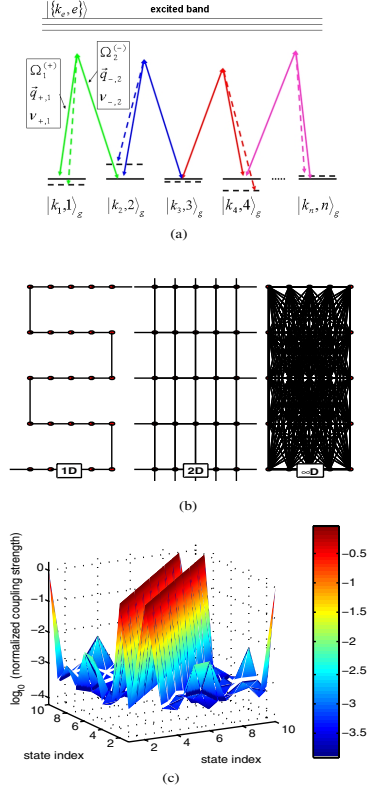 |{k_e, e}⟩ excited band
Ω_1^(+) Ω_2^(−)
q⃗_{+,1} q⃗_{−,2}
ν_{+,1} ν_{−,2}
|k_1,1⟩_g |k_2,2⟩_g |k_3,3⟩_g |k_4,4⟩_g ...... |k_n,n⟩_g
(a)
1D 2D ∞D
(b)
log_10 (normalized coupling strength)
0
−1
−2
−3
−4
10
8
6
4
2
state index
2 4 6 8 10
state index
−0.5
−1
−1.5
−2
−2.5
−3
−3.5
(c)